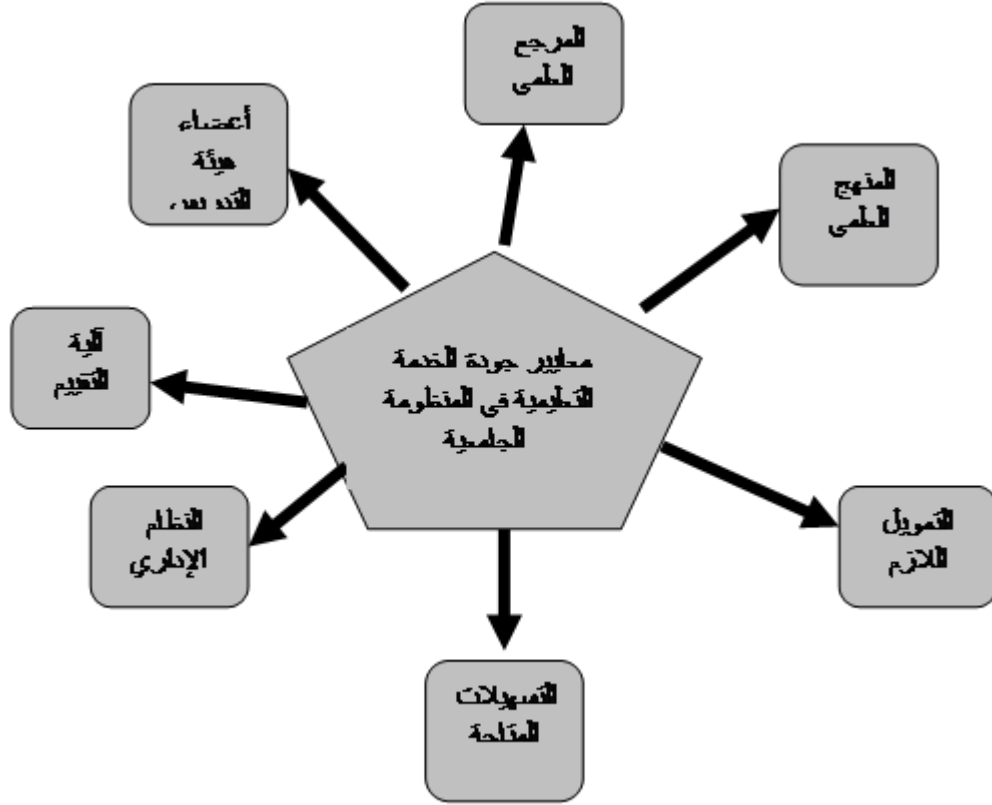 المرجع
العلمى
أعضاء
هيئة
التدريس
المنهج
العلمى
آلية
التقييم
معايير جودة الخدمة
التعليمية فى المنظومة
الجامعية
النظام
الإداري
التمويل
اللازم
التسهيلات
المتاحة